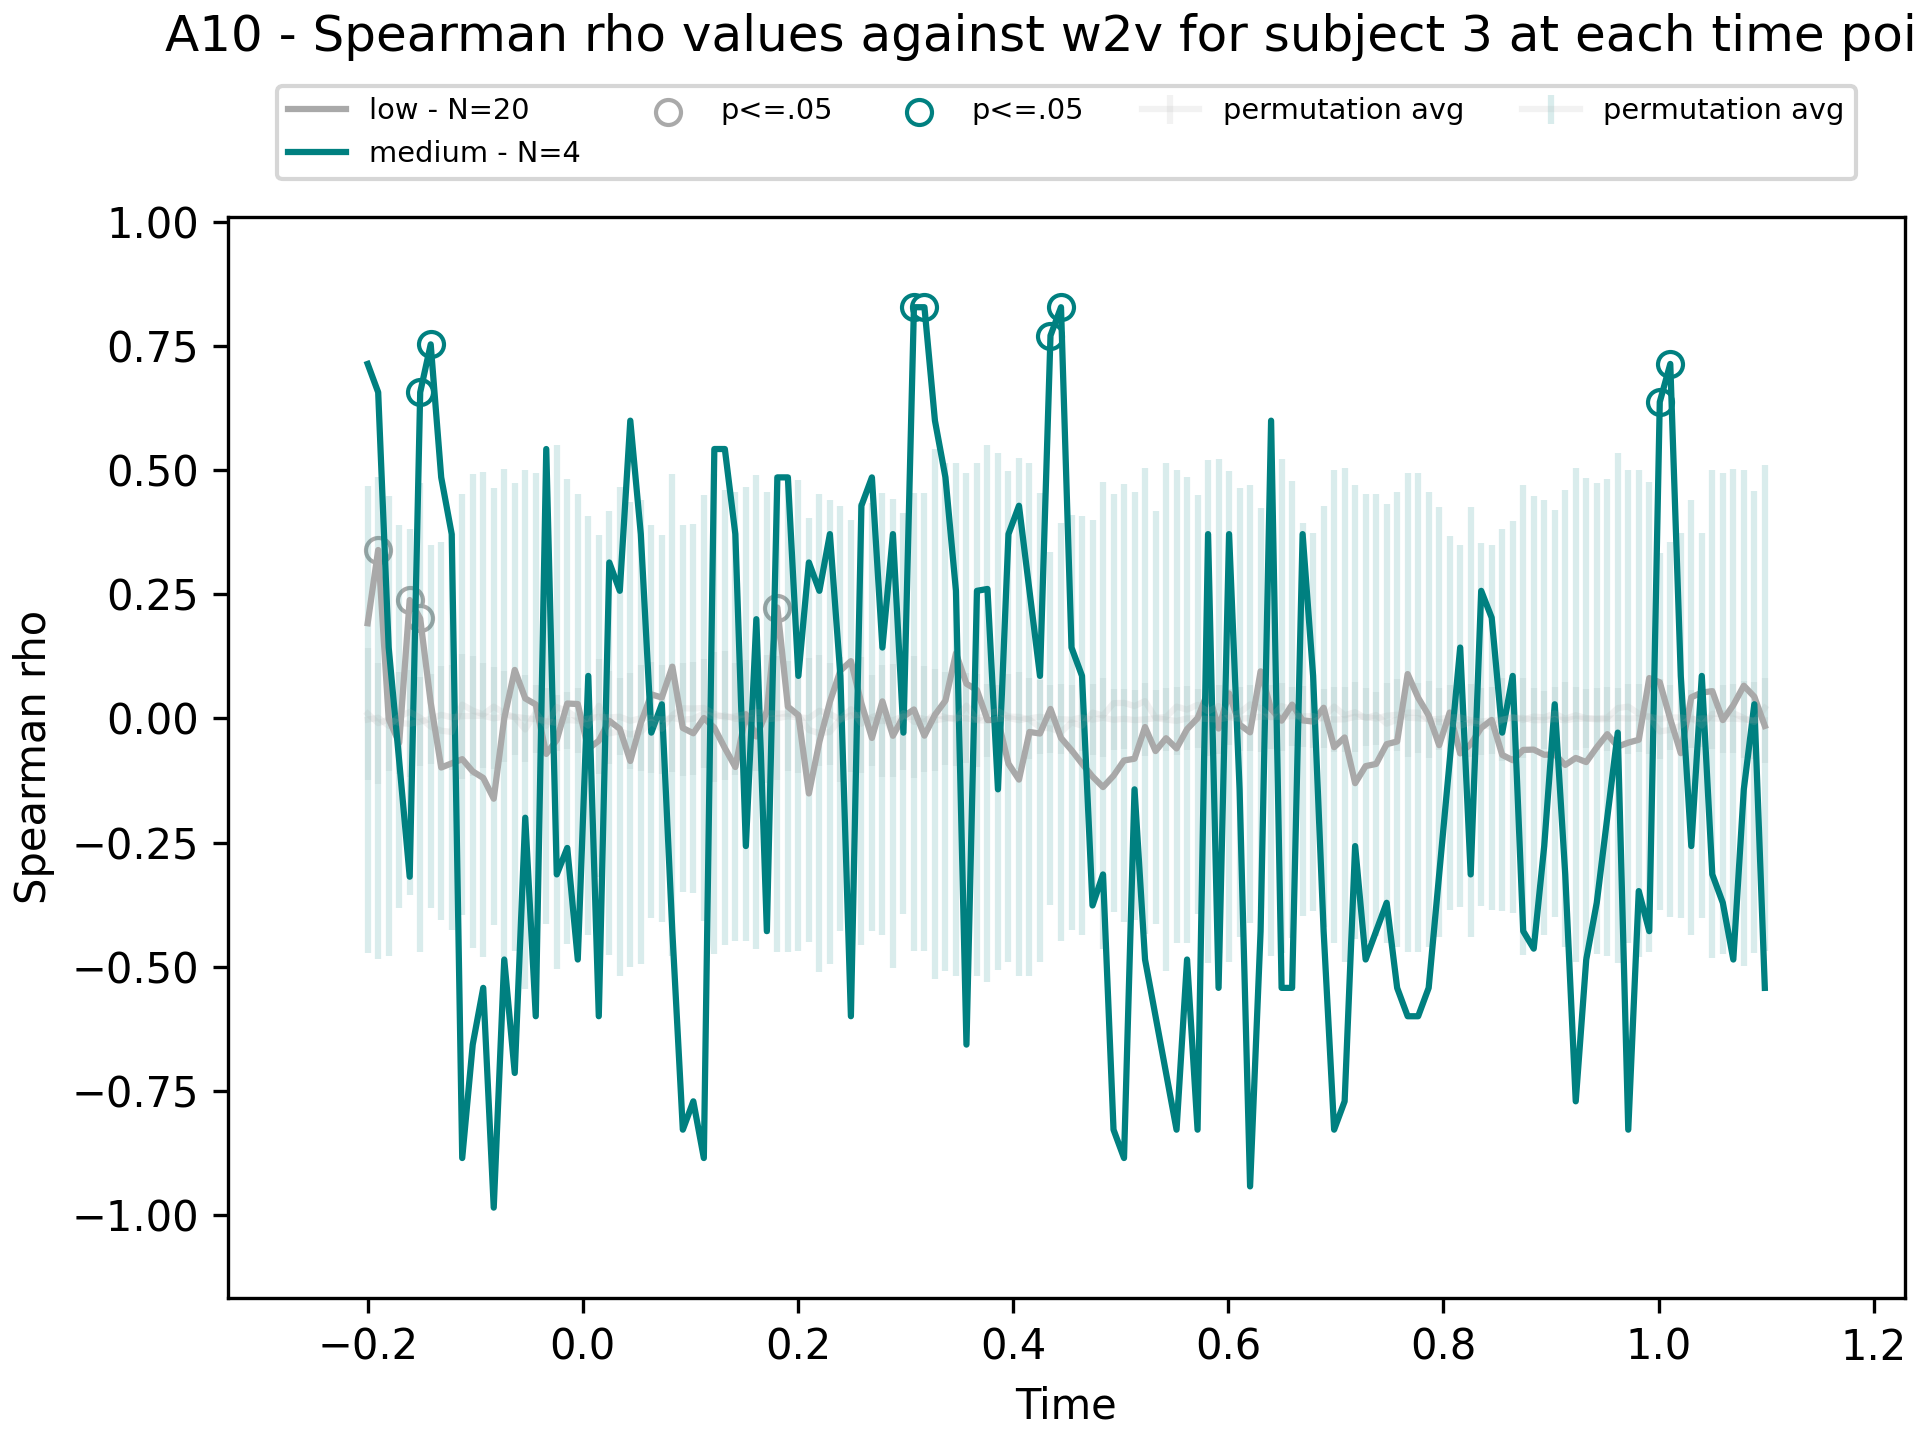 A10 - Spearman rho values against w2v for subject 3 at each time poi
low - N=20
medium - N=4
p<=.05
p<=.05
permutation avg
permutation avg
1.00
0.75
0.50
0.25
0.00
−0.25
−0.50
−0.75
−1.00
Spearman rho
−0.2
0.0
0.2
0.4
0.6
0.8
1.0
1.2
Time